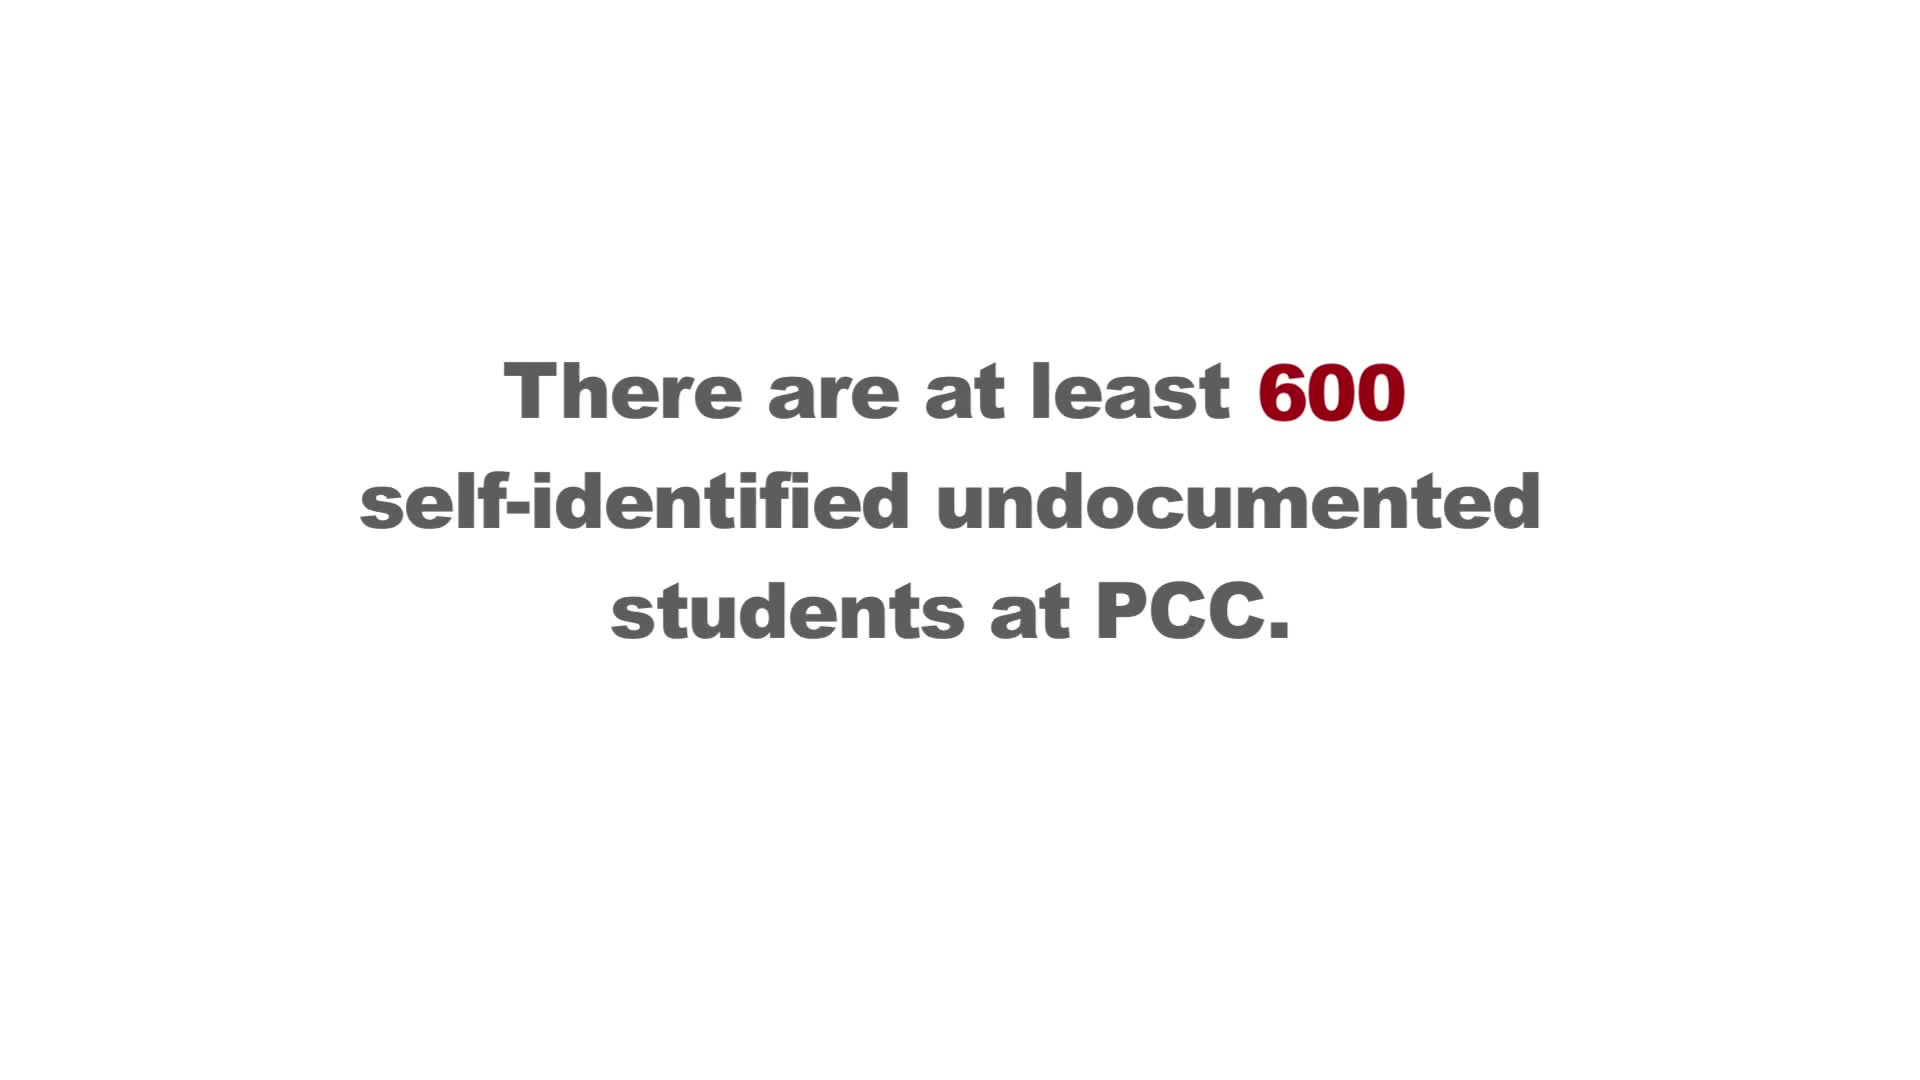 There are at least 600
self-identified undocumented
students at PCC.